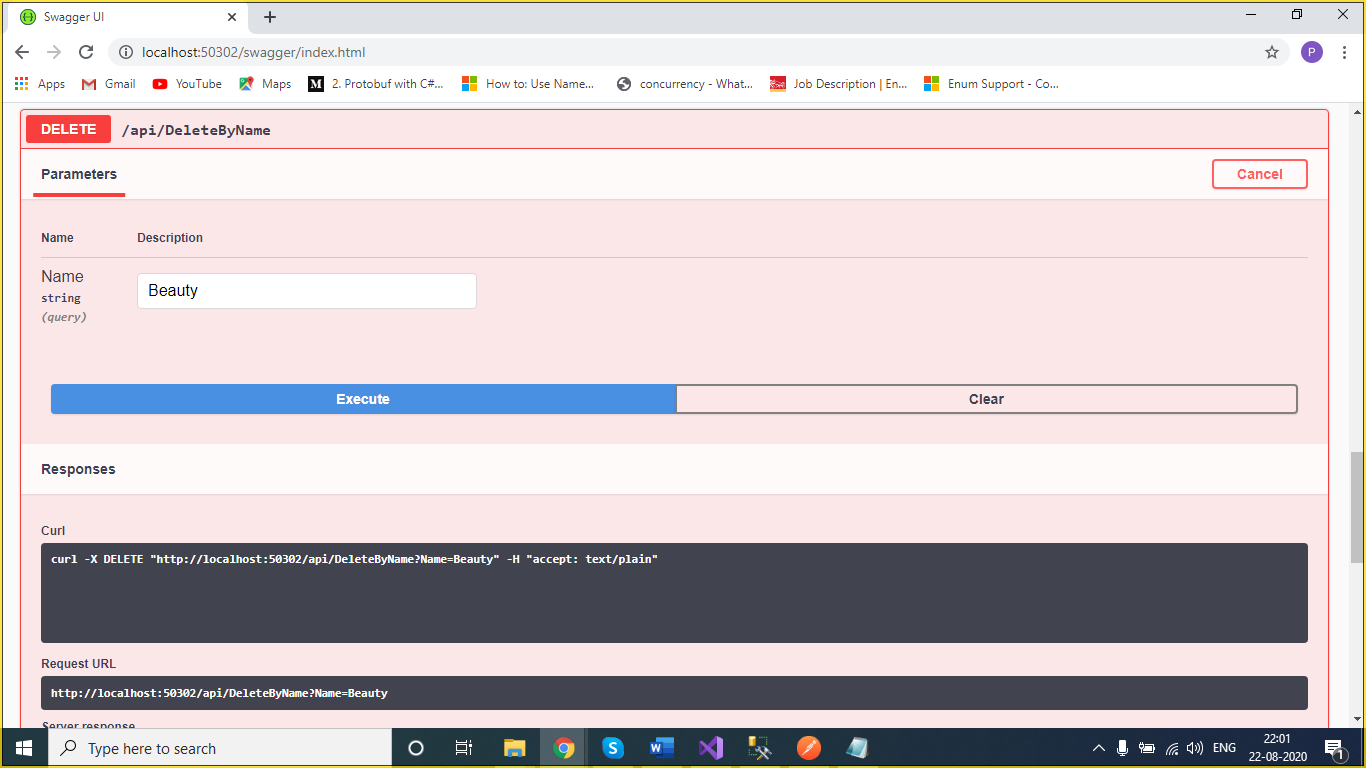 Swagger UI
localhost:50302/swagger/index.html
P
Apps Gmail YouTube Maps M 2. Protobuf with C#... How to: Use Name... concurrency - What... Job Description | En... Enum Support - Co...
DELETE /api/DeleteByName
Parameters Cancel
Name Description
Name
string
(query)
Beauty
Execute Clear
Responses
Curl
curl -X DELETE "http://localhost:50302/api/DeleteByName?Name=Beauty" -H "accept: text/plain"
Request URL
http://localhost:50302/api/DeleteByName?Name=Beauty
Server response
Type here to search
S W
ENG
22:01
22-08-2020
1